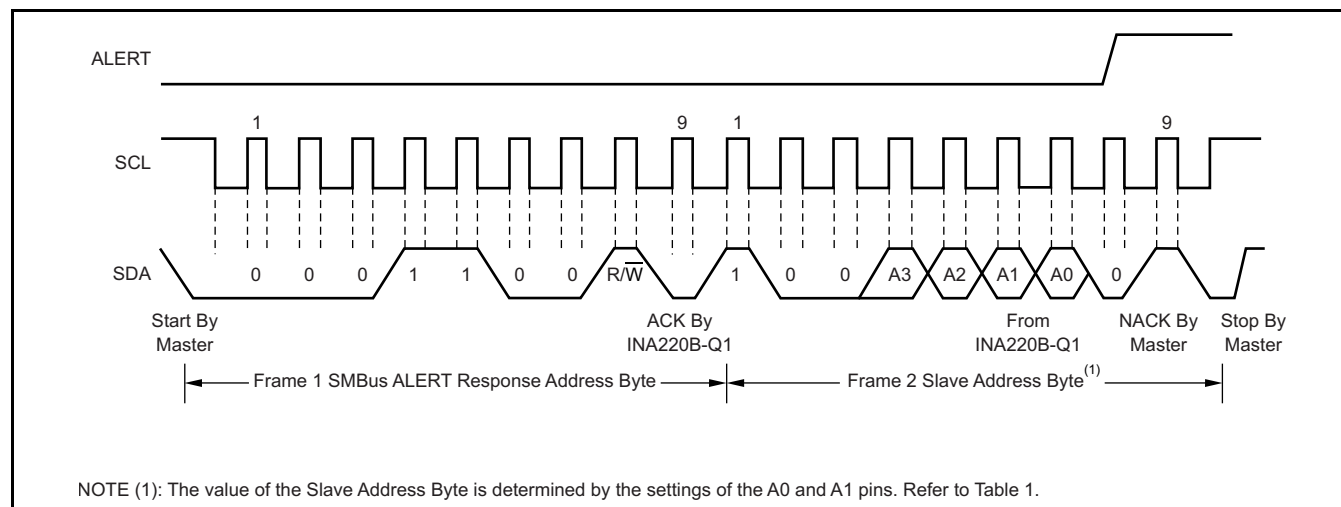 ALERT
1 9 1 9
SCL
SDA
0 0 0 1 1 0 0 R/W̅ 1 0 0 A3 A2 A1 A0 0
Start By
Master
ACK By
INA220B-Q1
From
INA220B-Q1
NACK By
Master
Stop By
Master
Frame 1 SMBus ALERT Response Address Byte
Frame 2 Slave Address Byte(1)
NOTE (1): The value of the Slave Address Byte is determined by the settings of the A0 and A1 pins. Refer to Table 1.